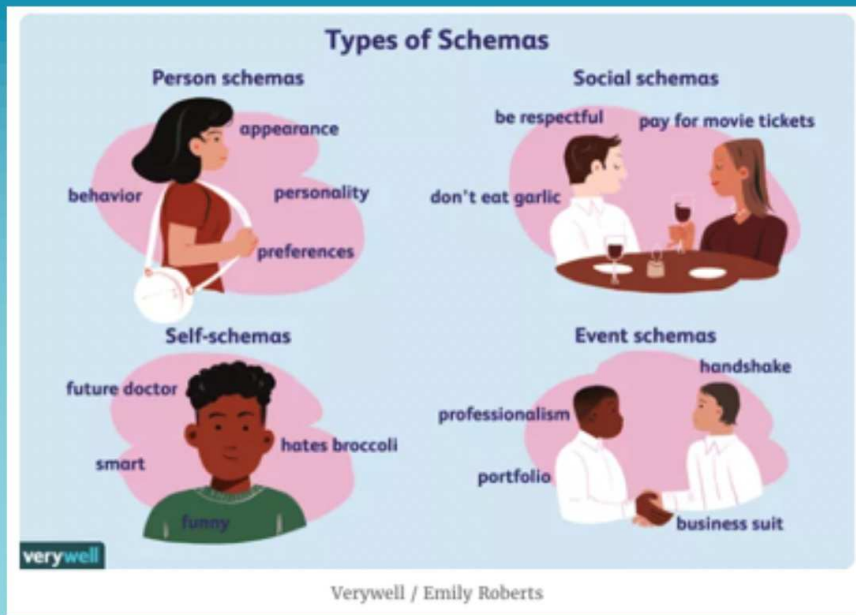 Types of Schemas
Person schemas
appearance
behavior
personality
preferences
Social schemas
be respectful
pay for movie tickets
don't eat garlic
Self-schemas
future doctor
hates broccoli
smart
funny
Event schemas
handshake
professionalism
portfolio
business suit
verywell
Verywell / Emily Roberts